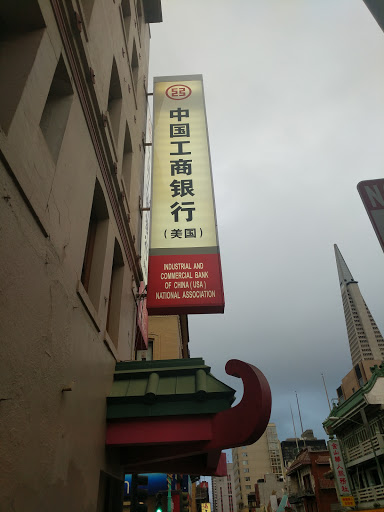 中国工商银行
(美国)
INDUSTRIAL AND
COMMERCIAL BANK
OF CHINA (USA)
NATIONAL ASSOCIATION